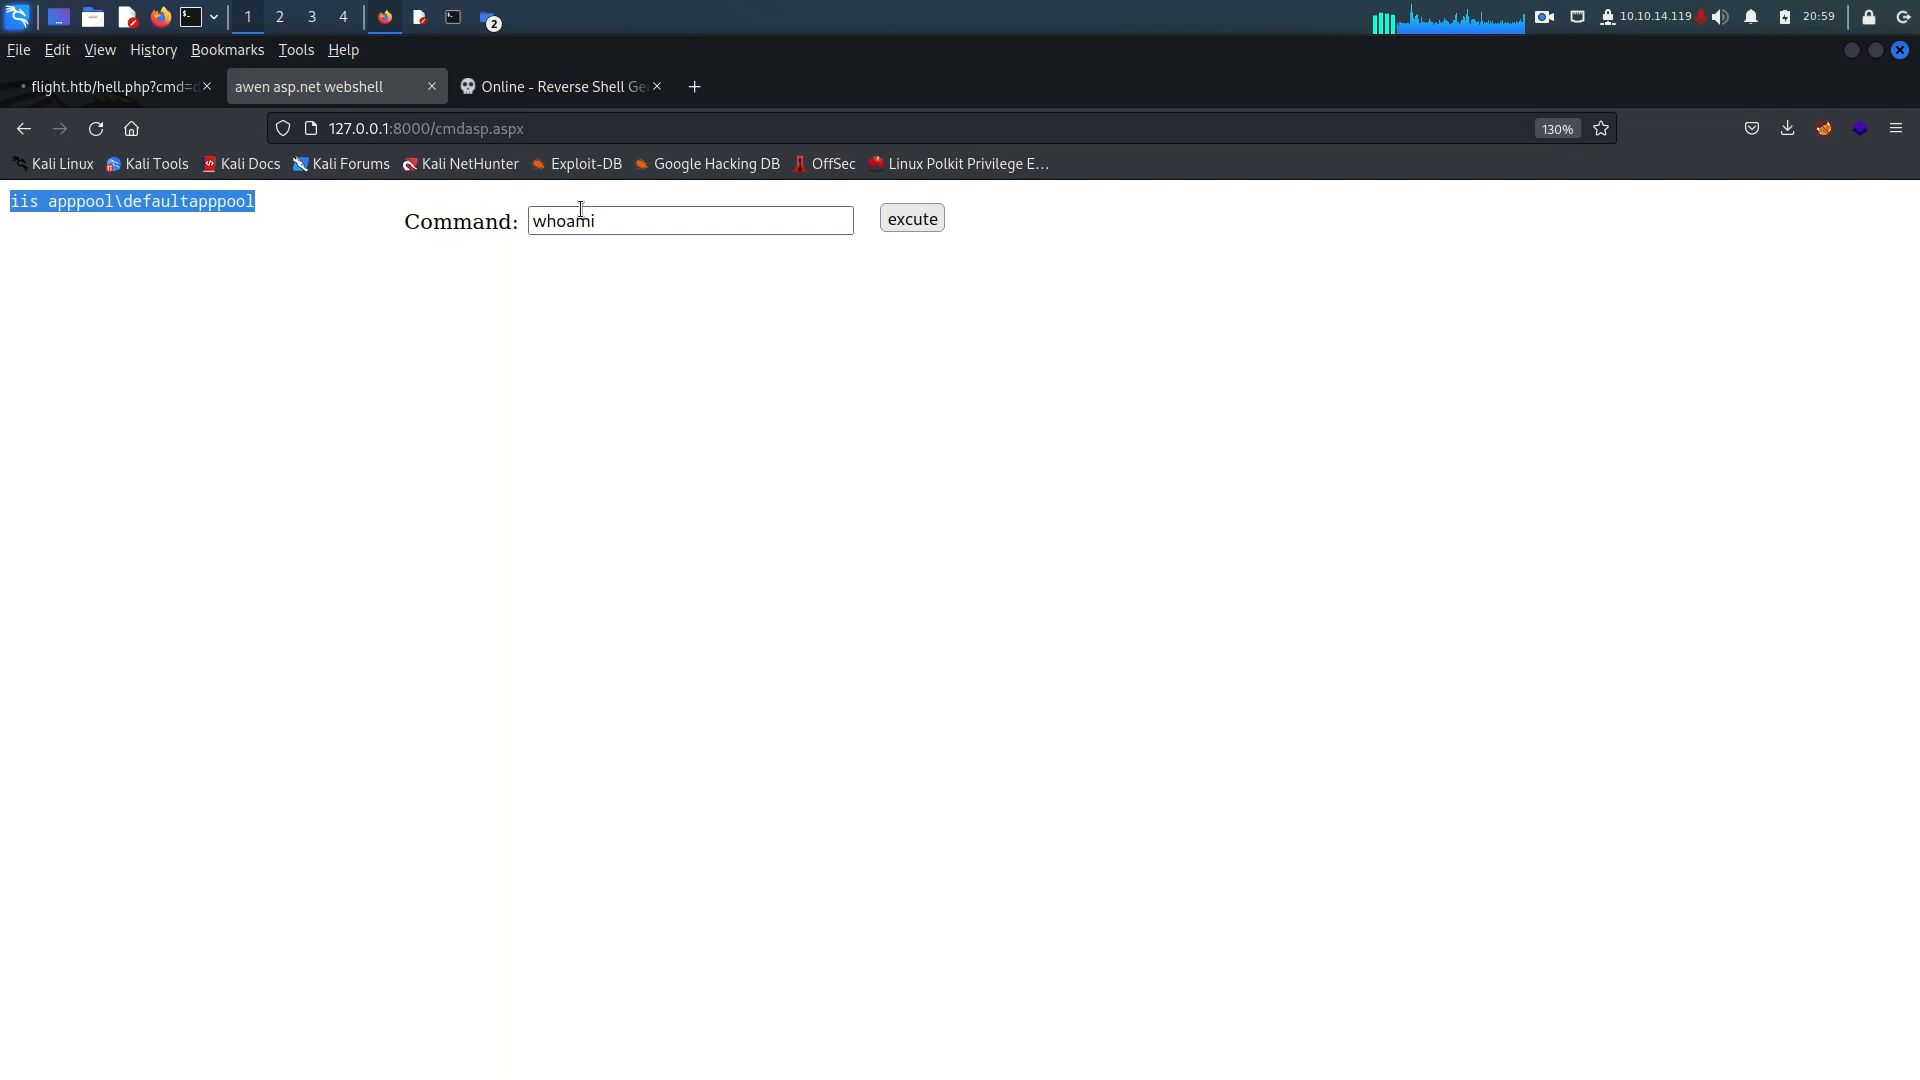 1 2 3 4 2 10.10.14.119 20:59
File Edit View History Bookmarks Tools Help
flight.htb/hell.php?cmd= awen asp.net webshell Online - Reverse Shell Ge
127.0.0.1:8000/cmdasp.aspx 130%
Kali Linux Kali Tools Kali Docs Kali Forums Kali NetHunter Exploit-DB Google Hacking DB OffSec Linux Polkit Privilege E…
iis apppool\defaultapppool
Command: whoami excute